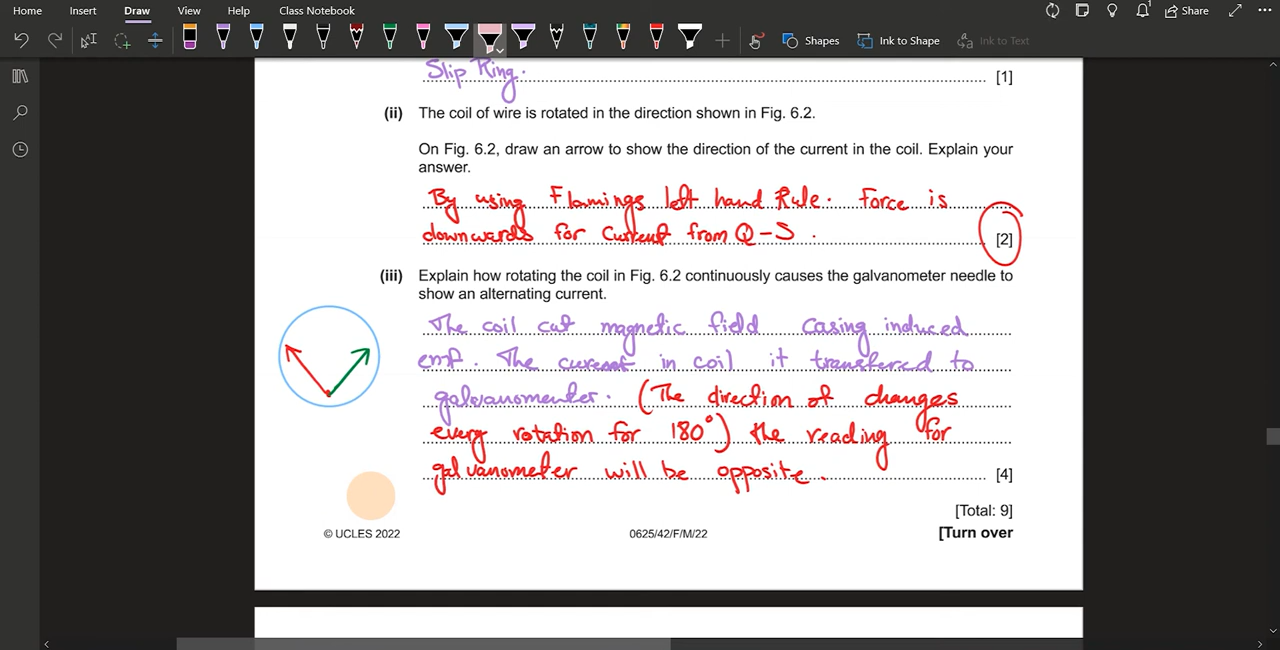 Home Insert Draw View Help Class Notebook Share
Shapes Ink to Shape Ink to Text
Slip Ring. [1]
(ii) The coil of wire is rotated in the direction shown in Fig. 6.2.
On Fig. 6.2, draw an arrow to show the direction of the current in the coil. Explain your
answer.
By using Flamings left hand Rule. Force is
downwards for current from Q-S. [2]
(iii) Explain how rotating the coil in Fig. 6.2 continuously causes the galvanometer needle to
show an alternating current.
The coil cut magnetic field casing induced
emf. The current in coil it transferred to
galvanomenter. (The direction of changes
every rotation for 180°) the reading for
galvanometer will be opposite. [4]
[Total: 9]
© UCLES 2022 0625/42/F/M/22 [Turn over